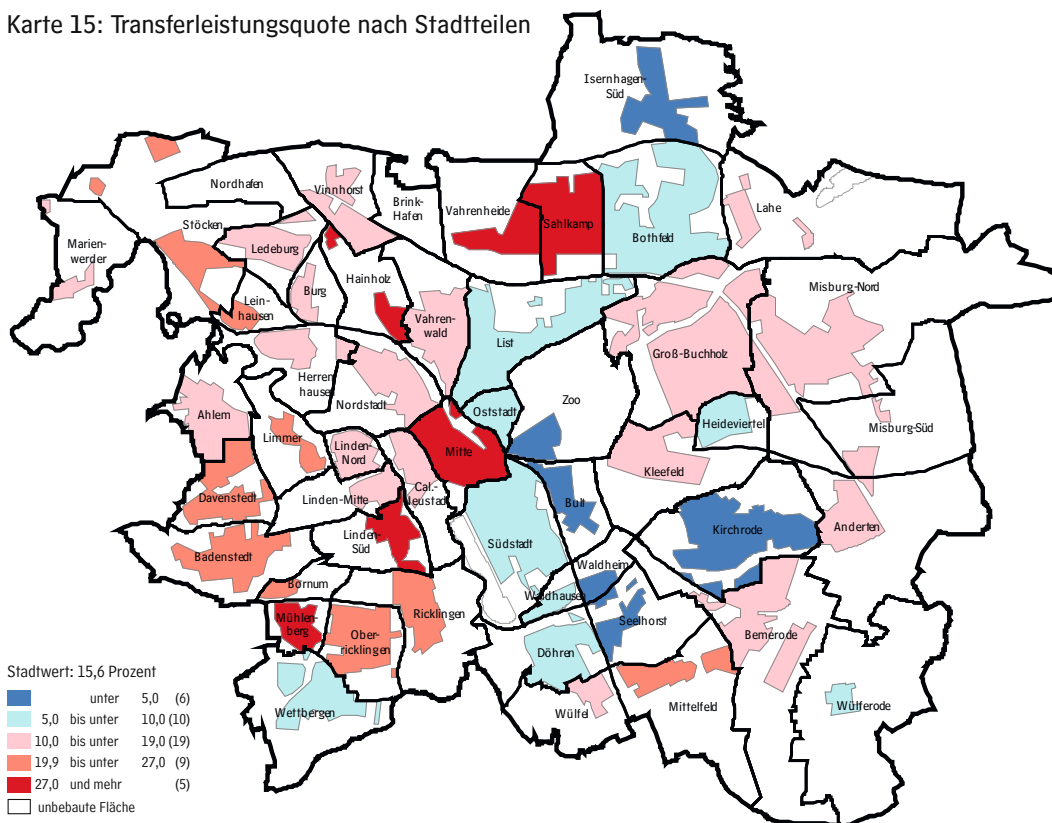 Karte 15: Transferleistungsquote nach Stadtteilen
Isernhagen-
Süd
Nordhafen
Vinnhorst
Brink-
Hafen
Vahrenheide
Sahlkamp
Bothfeld
Lahe
Marien-
werder
Stöcken
Ledeburg
Hainholz
Burg
Lein-
hausen
Vahren-
wald
List
Misburg-Nord
Groß-Buchholz
Herren
hausen
Nordstadt
Oststadt
Zoo
Heideviertel
Misburg-Süd
Ahlem
Limmer
Linden-
Nord
Mitte
Kleefeld
Davenstedt
Linden-Mitte
Cal.-
Neustadt
Bull
Kirchrode
Anderten
Badenstedt
Linden-
Süd
Südstadt
Waldheim
Bornum
Waldhausen
Seelhorst
Mühlen-
berg
Ober-
ricklingen
Ricklingen
Döhren
Bemerode
Wettbergen
Wülfel
Mittelfeld
Wülferode
Stadtwert: 15,6 Prozent
unter 5,0 (6)
5,0 bis unter 10,0 (10)
10,0 bis unter 19,0 (19)
19,9 bis unter 27,0 (9)
27,0 und mehr (5)
unbebaute Fläche